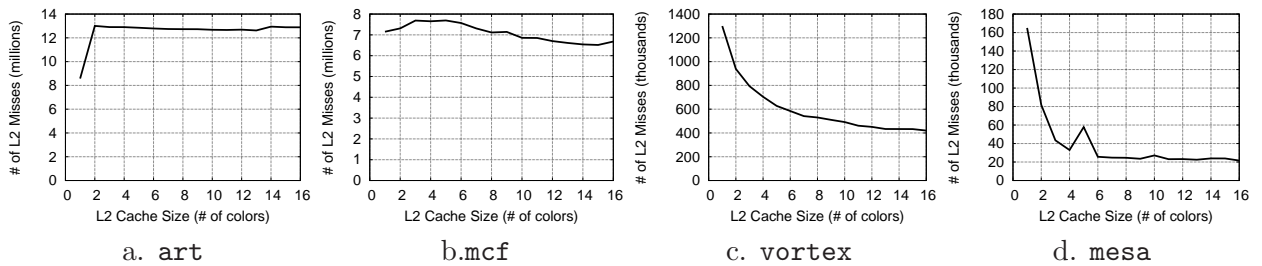 # of L2 Misses (millions)
14
12
10
8
6
4
2
0
0 2 4 6 8 10 12 14 16
L2 Cache Size (# of colors)
a. art
# of L2 Misses (millions)
8
7
6
5
4
3
2
1
0
0 2 4 6 8 10 12 14 16
L2 Cache Size (# of colors)
b.mcf
# of L2 Misses (thousands)
1400
1200
1000
800
600
400
200
0
0 2 4 6 8 10 12 14 16
L2 Cache Size (# of colors)
c. vortex
# of L2 Misses (thousands)
180
160
140
120
100
80
60
40
20
0
0 2 4 6 8 10 12 14 16
L2 Cache Size (# of colors)
d. mesa